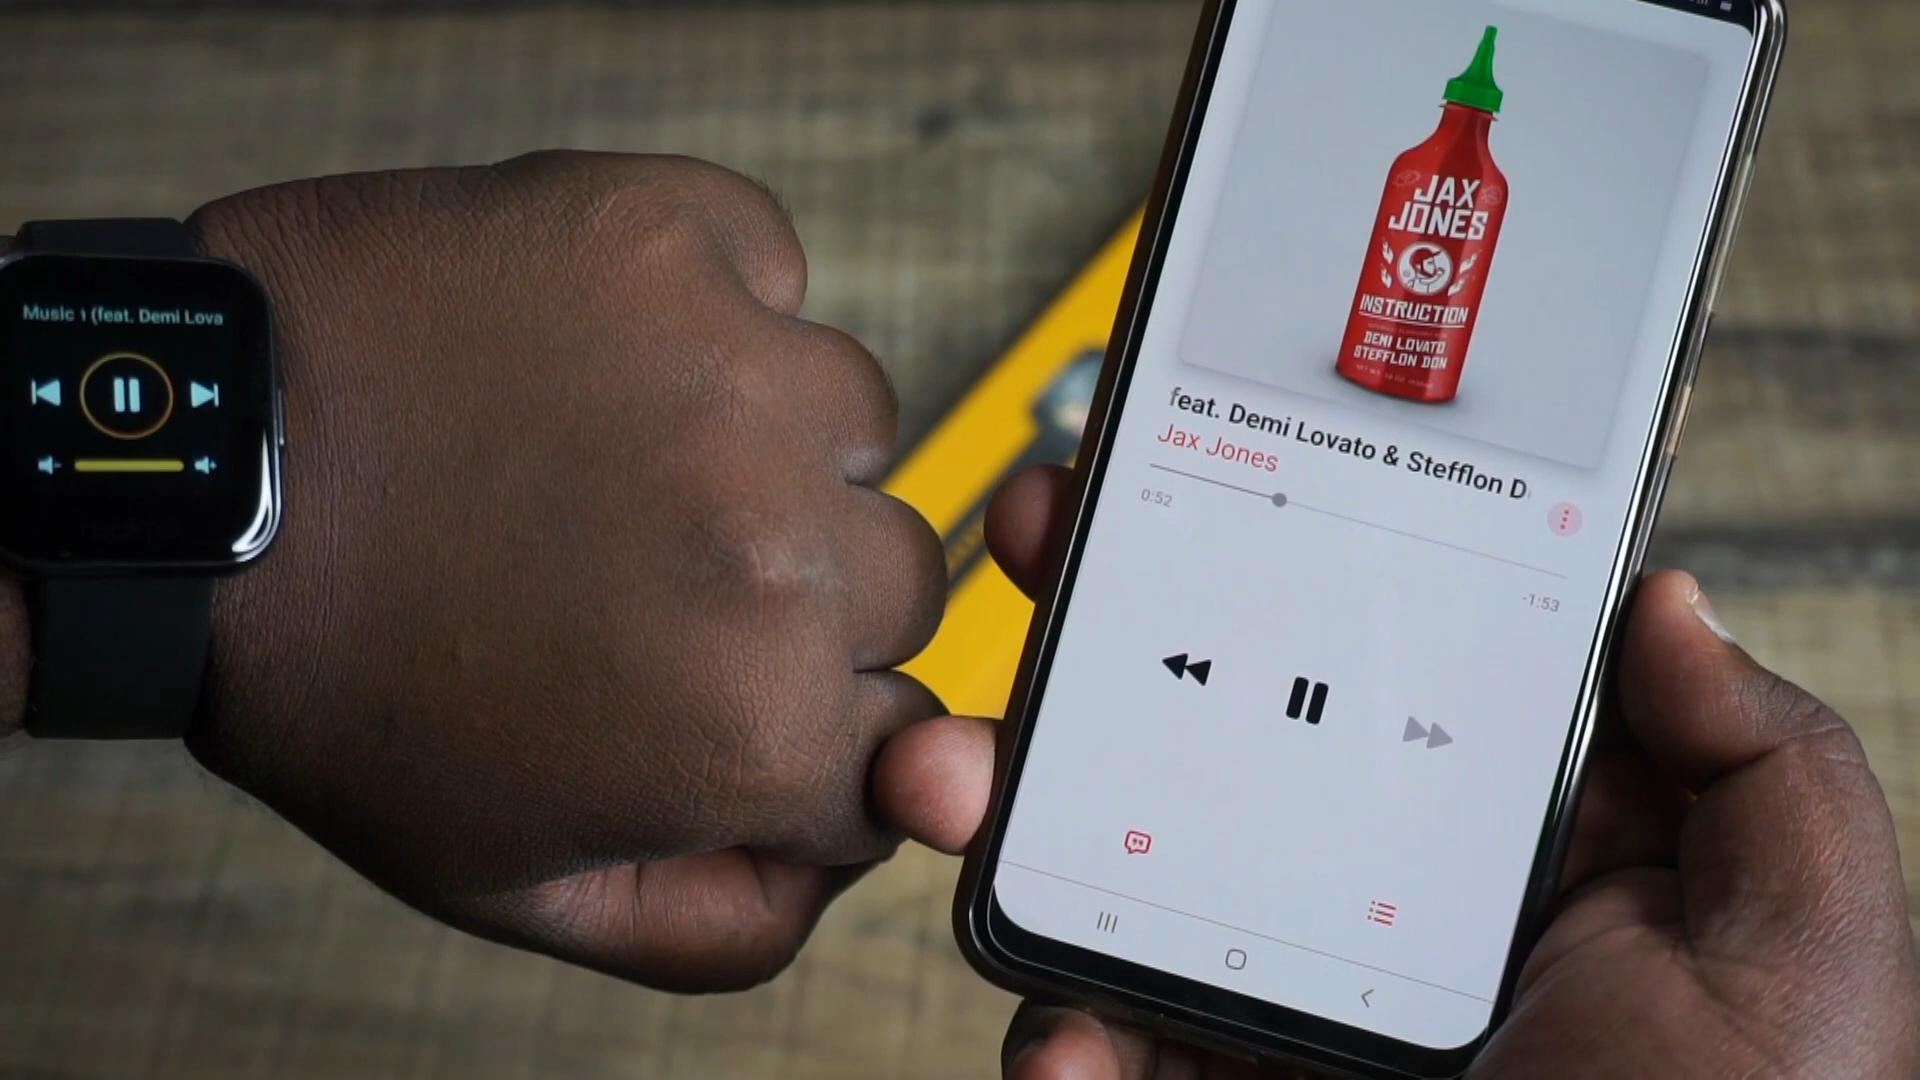 Music ı (feat. Demi Lova
JAX
JONES
INSTRUCTION
DEMI LOVATO
STEFFLON DON
feat. Demi Lovato & Stefflon D
Jax Jones
0:52
-1:53